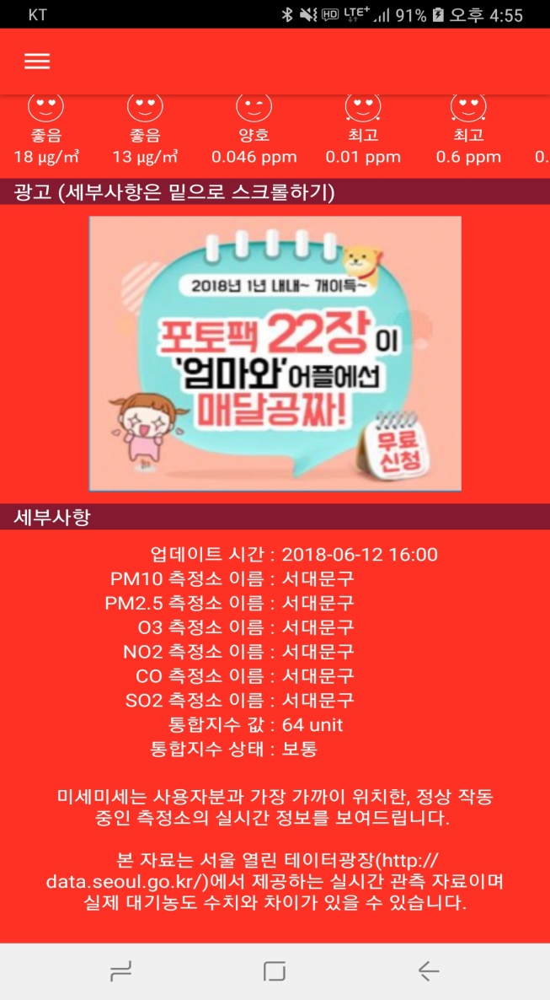 KT
HD LTE+ 91% 오후 4:55
좋음 좋음 양호 최고 최고
18 µg/㎥ 13 µg/㎥ 0.046 ppm 0.01 ppm 0.6 ppm 0.
광고 (세부사항은 밑으로 스크롤하기)
2018년 1년 내내~ 개이득~
포토팩 22장이
'엄마와'어플에선
매달공짜!
무료
신청
세부사항
업데이트 시간 : 2018-06-12 16:00
PM10 측정소 이름 : 서대문구
PM2.5 측정소 이름 : 서대문구
O3 측정소 이름 : 서대문구
NO2 측정소 이름 : 서대문구
CO 측정소 이름 : 서대문구
SO2 측정소 이름 : 서대문구
통합지수 값 : 64 unit
통합지수 상태 : 보통
미세미세는 사용자분과 가장 가까이 위치한, 정상 작동
중인 측정소의 실시간 정보를 보여드립니다.
본 자료는 서울 열린 테이터광장(http://
data.seoul.go.kr/)에서 제공하는 실시간 관측 자료이며
실제 대기농도 수치와 차이가 있을 수 있습니다.